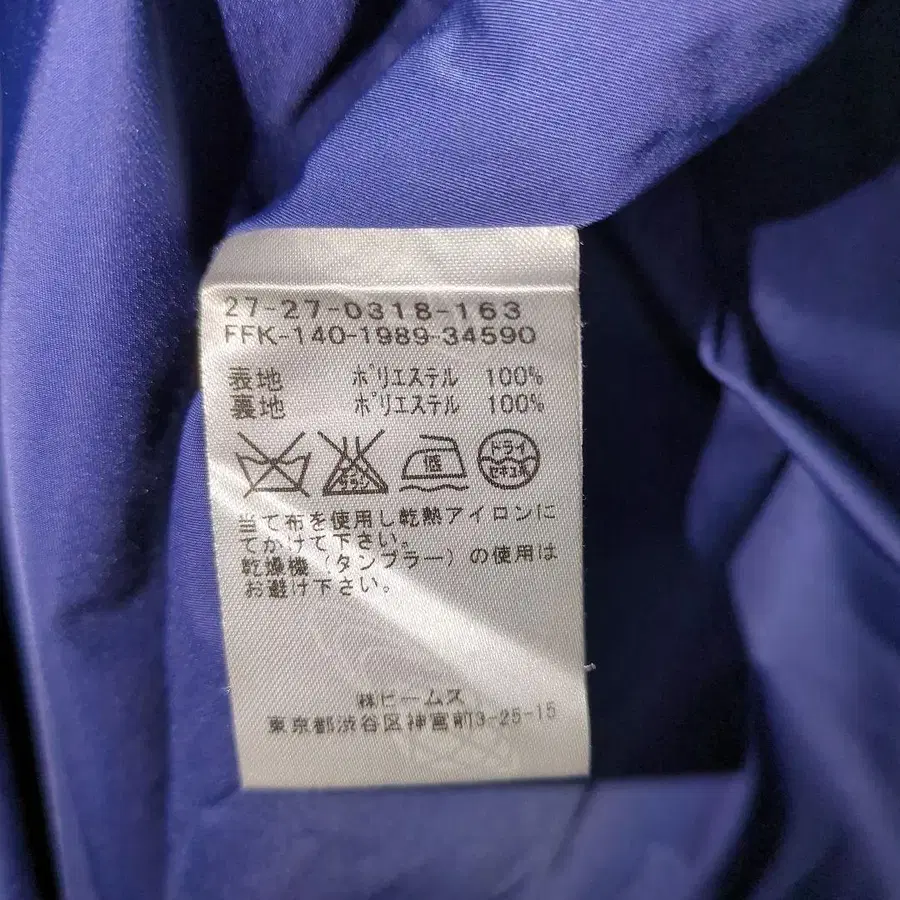 27-27-0318-163
FFK-140-1989-34590
表地 ポリエステル 100%
裏地 ポリエステル 100%
低 ドライ
セキユ系
当て布を使用し乾熱アイロンに
てかけて下さい。
乾燥機（タンブラー）の使用は
お避け下さい。
㈱ビームス
東京都渋谷区神宮前3-25-15